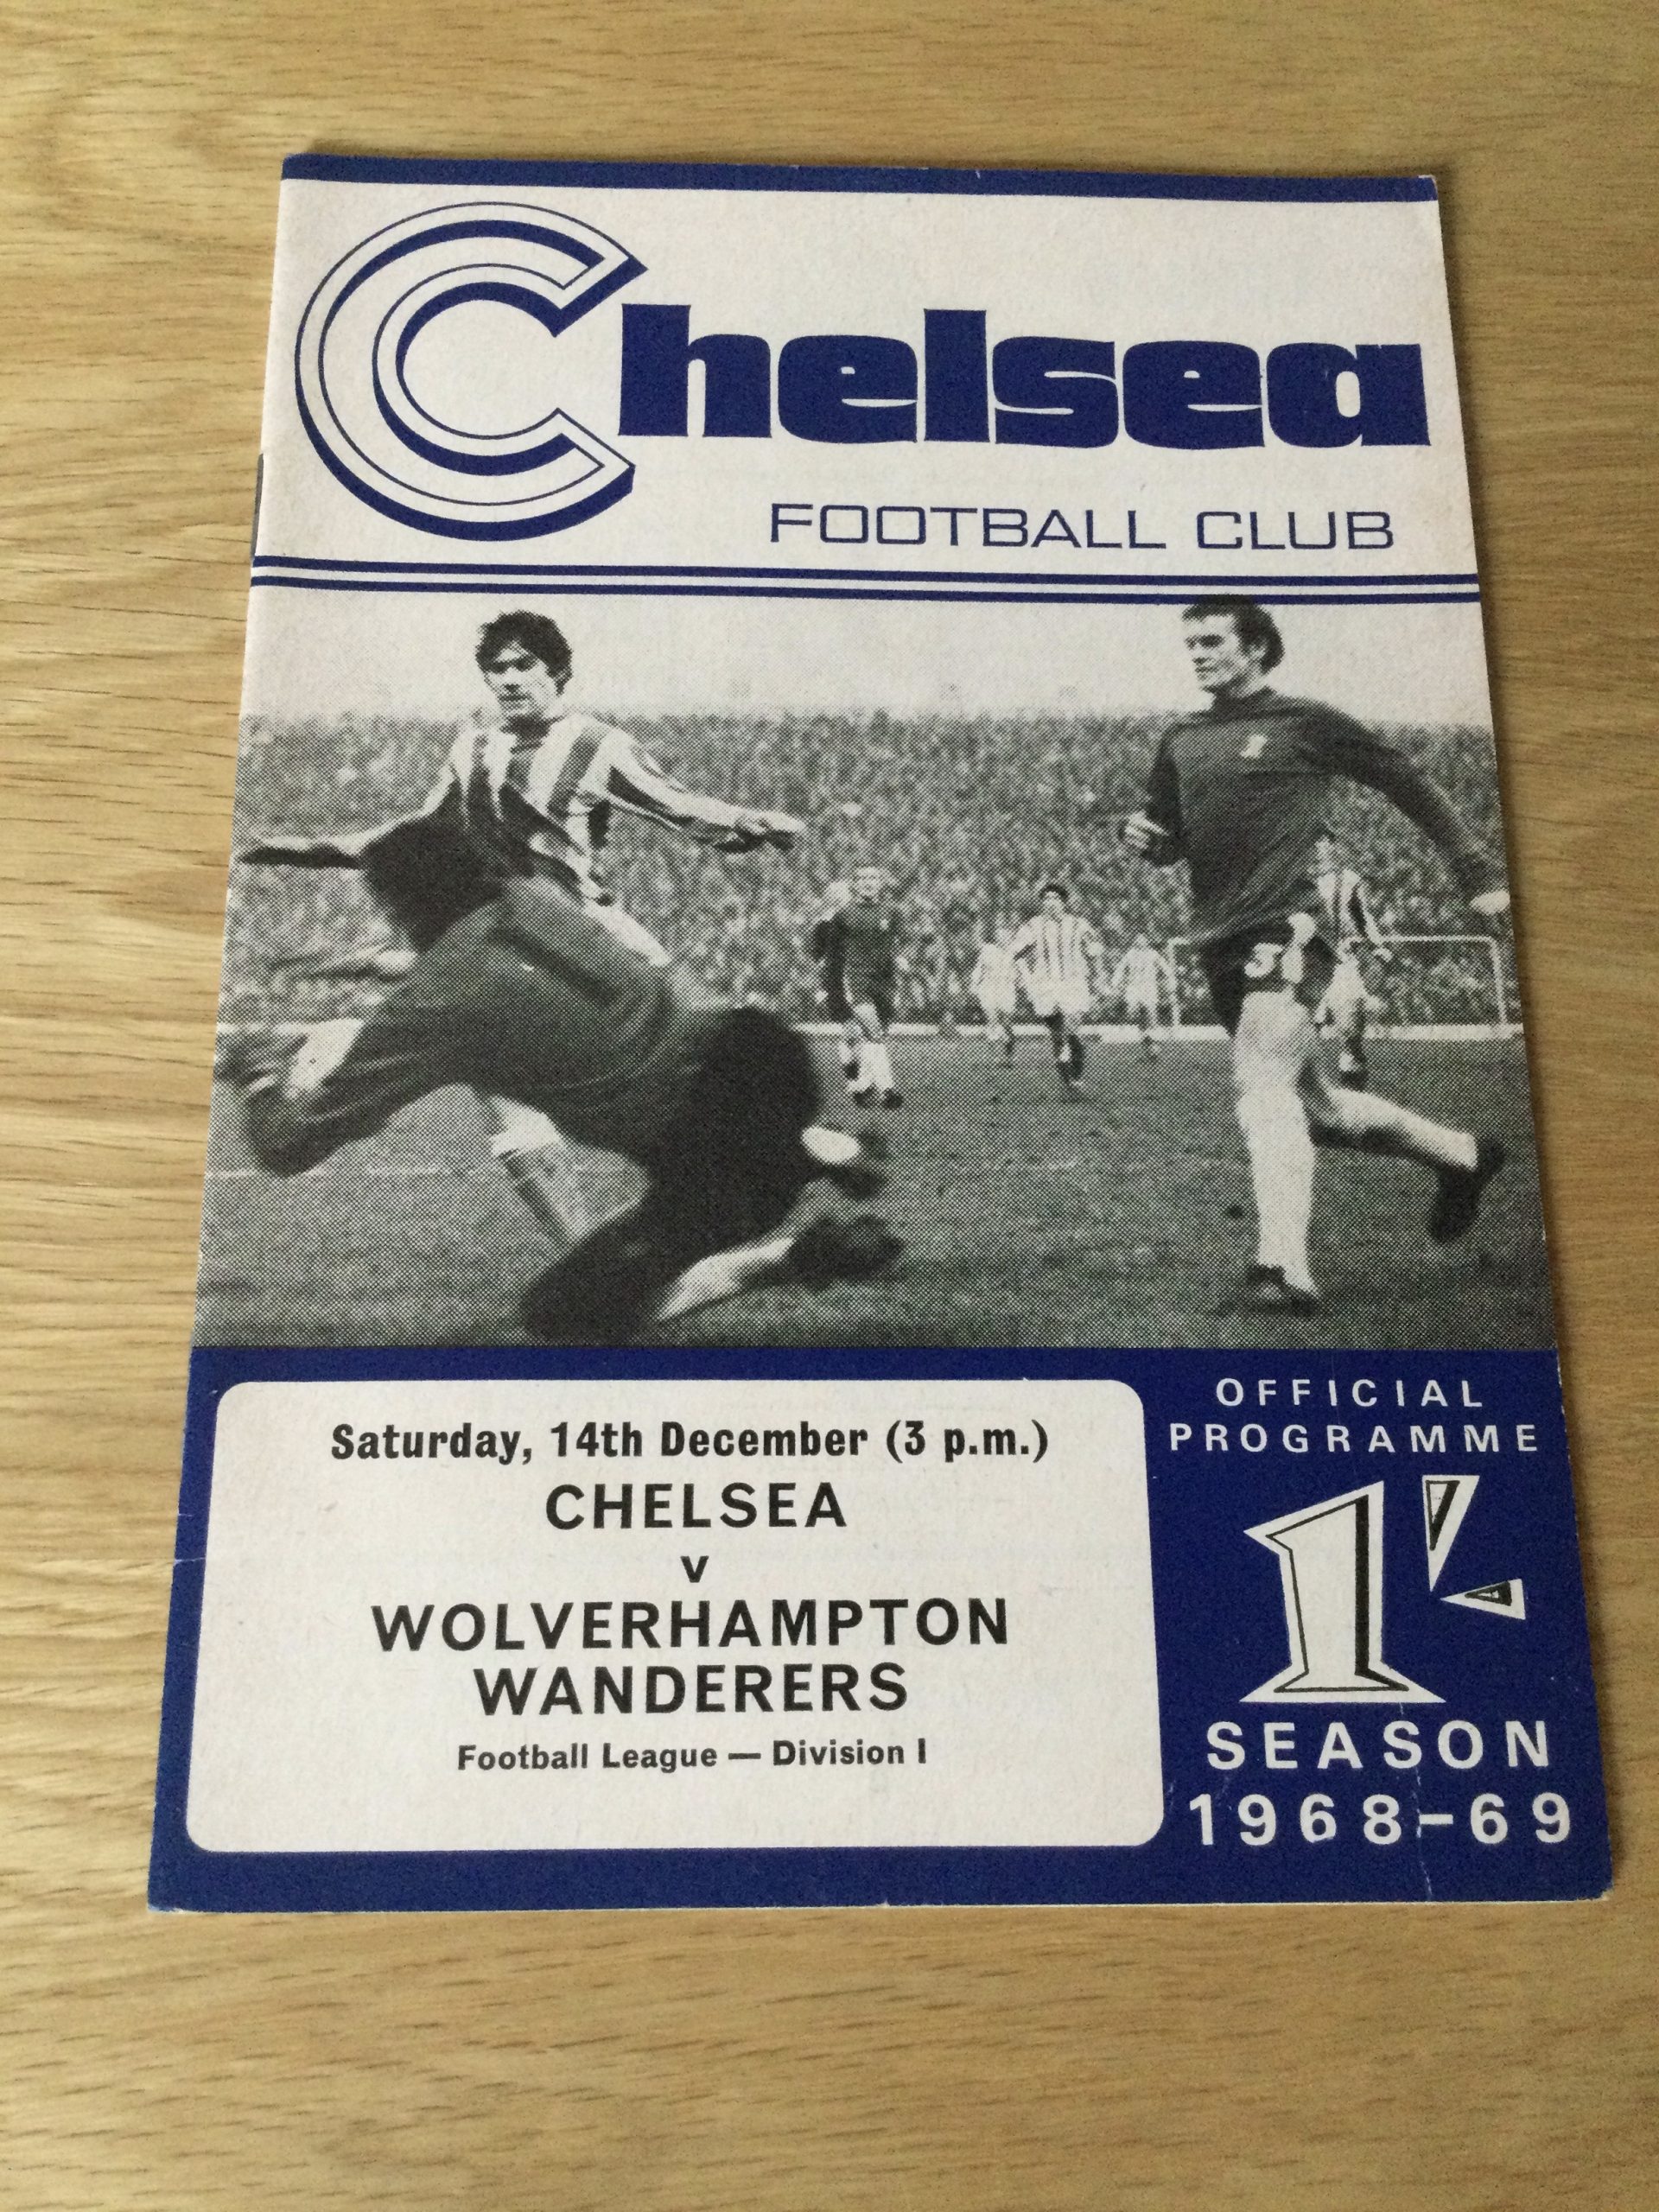 Chelsea
FOOTBALL CLUB
Saturday, 14th December (3 p.m.)
CHELSEA
v
WOLVERHAMPTON
WANDERERS
Football League — Division I
OFFICIAL
PROGRAMME
1/-
SEASON
1968-69